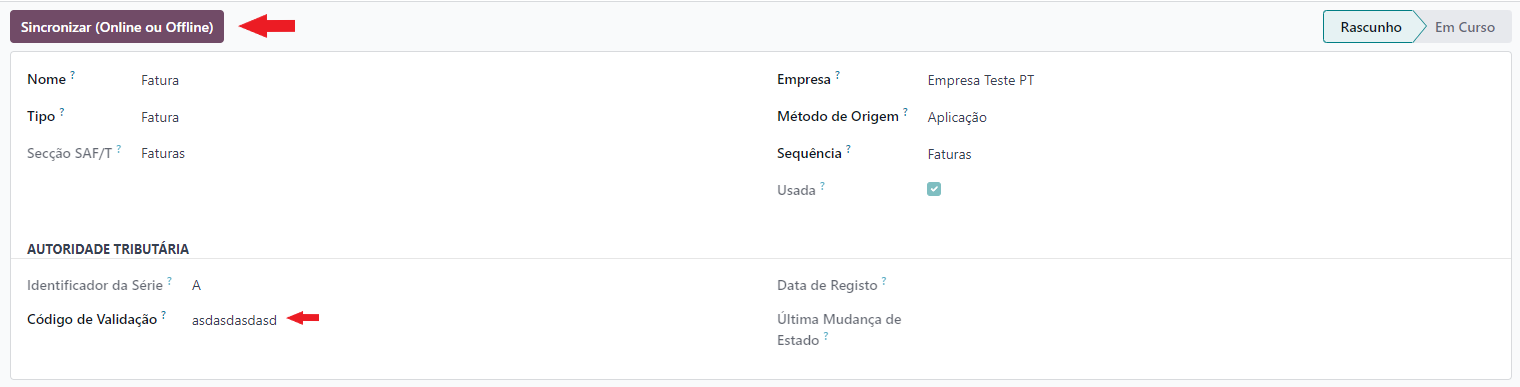 Sincronizar (Online ou Offline)
Rascunho
Em Curso
Nome ?
Fatura
Empresa ?
Empresa Teste PT
Tipo ?
Fatura
Método de Origem ?
Aplicação
Secção SAF/T ?
Faturas
Sequência ?
Faturas
Usada ?
AUTORIDADE TRIBUTÁRIA
Identificador da Série ?
A
Data de Registo ?
Código de Validação ?
asdasdasdasd
Última Mudança de
Estado ?